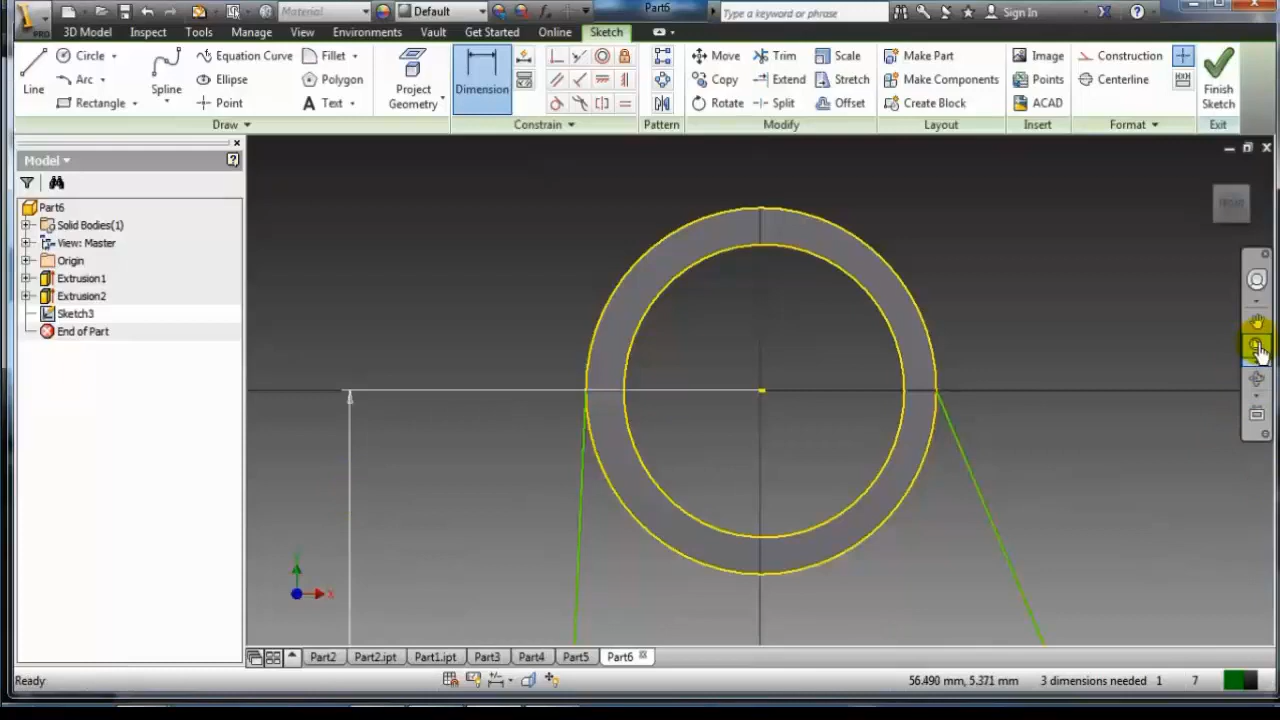 PRO
Material
Default
Part6
Type a keyword or phrase
Sign In
3D Model Inspect Tools Manage View Environments Vault Get Started Online Sketch
Line
Circle
Arc
Rectangle
Spline
Equation Curve
Ellipse
Point
Fillet
Polygon
Text
Project Geometry
Dimension
Move
Copy
Rotate
Trim
Extend
Split
Scale
Stretch
Offset
Make Part
Make Components
Create Block
Image
Points
ACAD
Construction
Centerline
Finish Sketch
Draw Constrain Pattern Modify Layout Insert Format Exit
Model
Part6
Solid Bodies(1)
View: Master
Origin
Extrusion1
Extrusion2
Sketch3
End of Part
FRONT
X
Part2 Part2.ipt Part1.ipt Part3 Part4 Part5 Part6
Ready
56.490 mm, 5.371 mm 3 dimensions needed 1 7